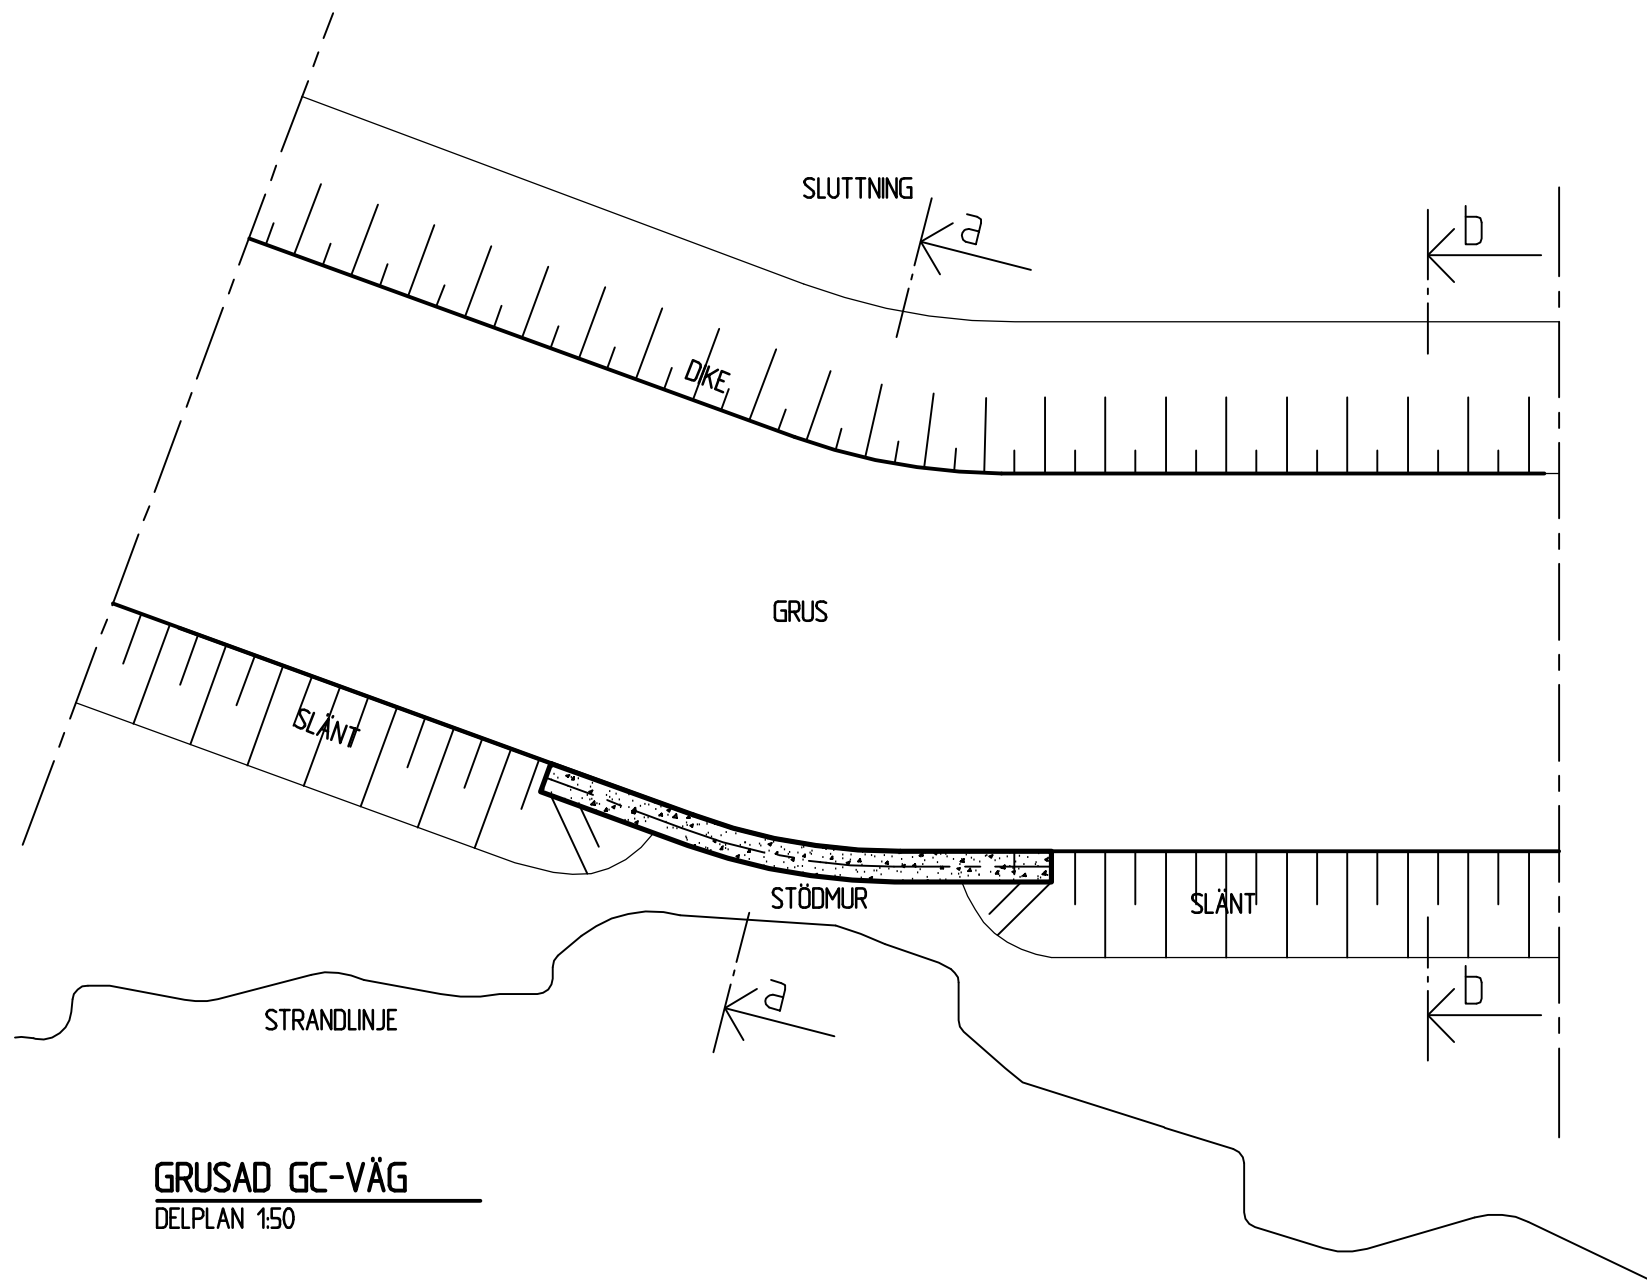 SLUTTNING
a
b
DIKE
GRUS
SLÄNT
STÖDMUR
SLÄNT
a
b
STRANDLINJE
GRUSAD GC-VÄG
DELPLAN 1:50